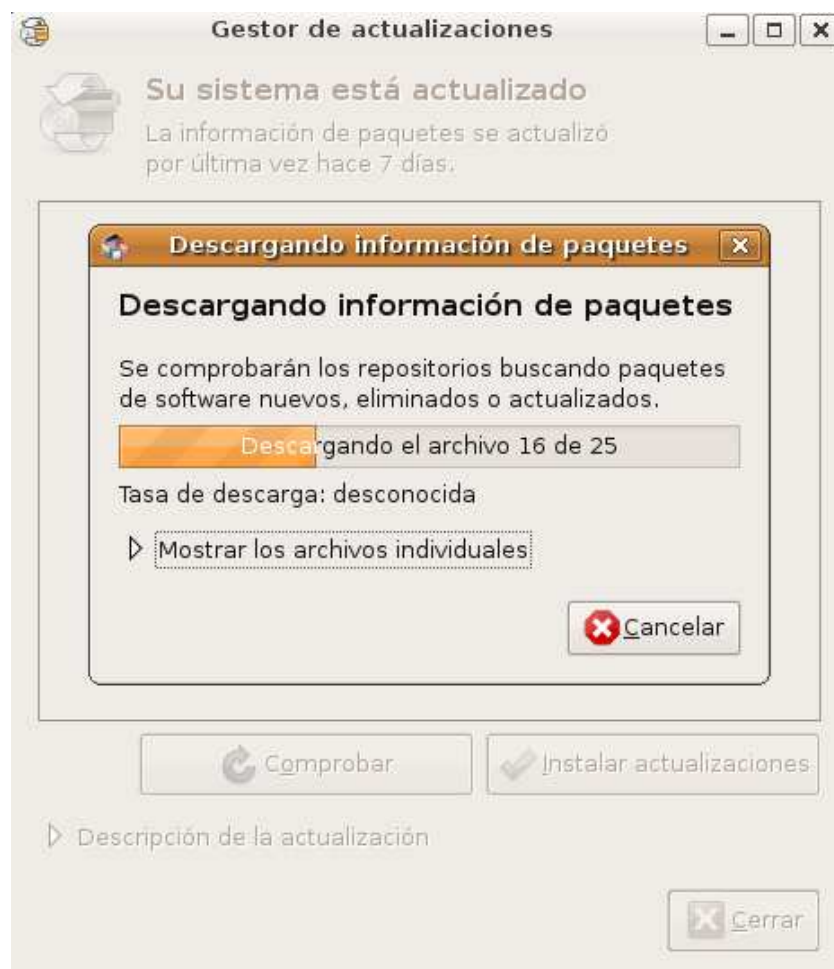 Gestor de actualizaciones
Su sistema está actualizado
La información de paquetes se actualizó
por última vez hace 7 días.
Descargando información de paquetes
Descargando información de paquetes
Se comprobarán los repositorios buscando paquetes
de software nuevos, eliminados o actualizados.
Descargando el archivo 16 de 25
Tasa de descarga: desconocida
Mostrar los archivos individuales
Cancelar
Comprobar
Instalar actualizaciones
Descripción de la actualización
Cerrar